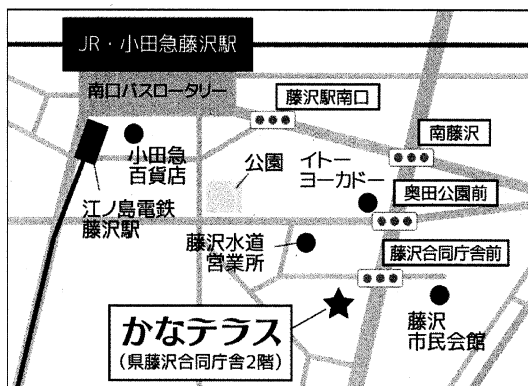 JR・小田急藤沢駅
南口バスロータリー
藤沢駅南口
小田急
百貨店
南藤沢
公園
イトー
ヨーカドー
奥田公園前
江ノ島電鉄
藤沢駅
藤沢水道
営業所
藤沢合同庁舎前
かなテラス
(県藤沢合同庁舎2階)
藤沢
市民会館